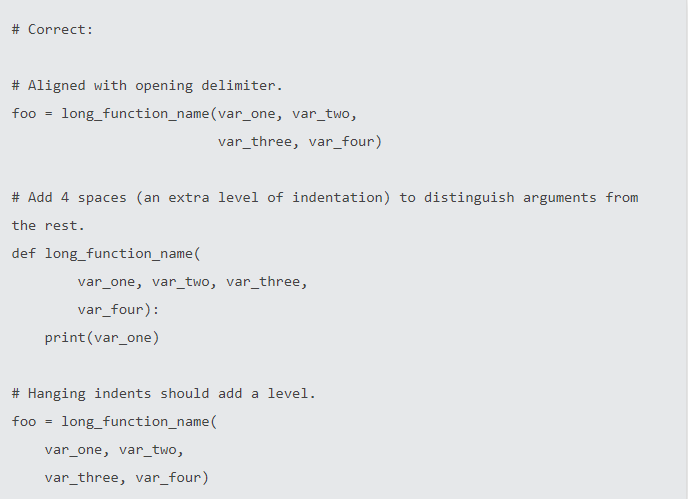 # Correct:

# Aligned with opening delimiter.
foo = long_function_name(var_one, var_two,
                         var_three, var_four)

# Add 4 spaces (an extra level of indentation) to distinguish arguments from
the rest.
def long_function_name(
        var_one, var_two, var_three,
        var_four):
    print(var_one)

# Hanging indents should add a level.
foo = long_function_name(
    var_one, var_two,
    var_three, var_four)